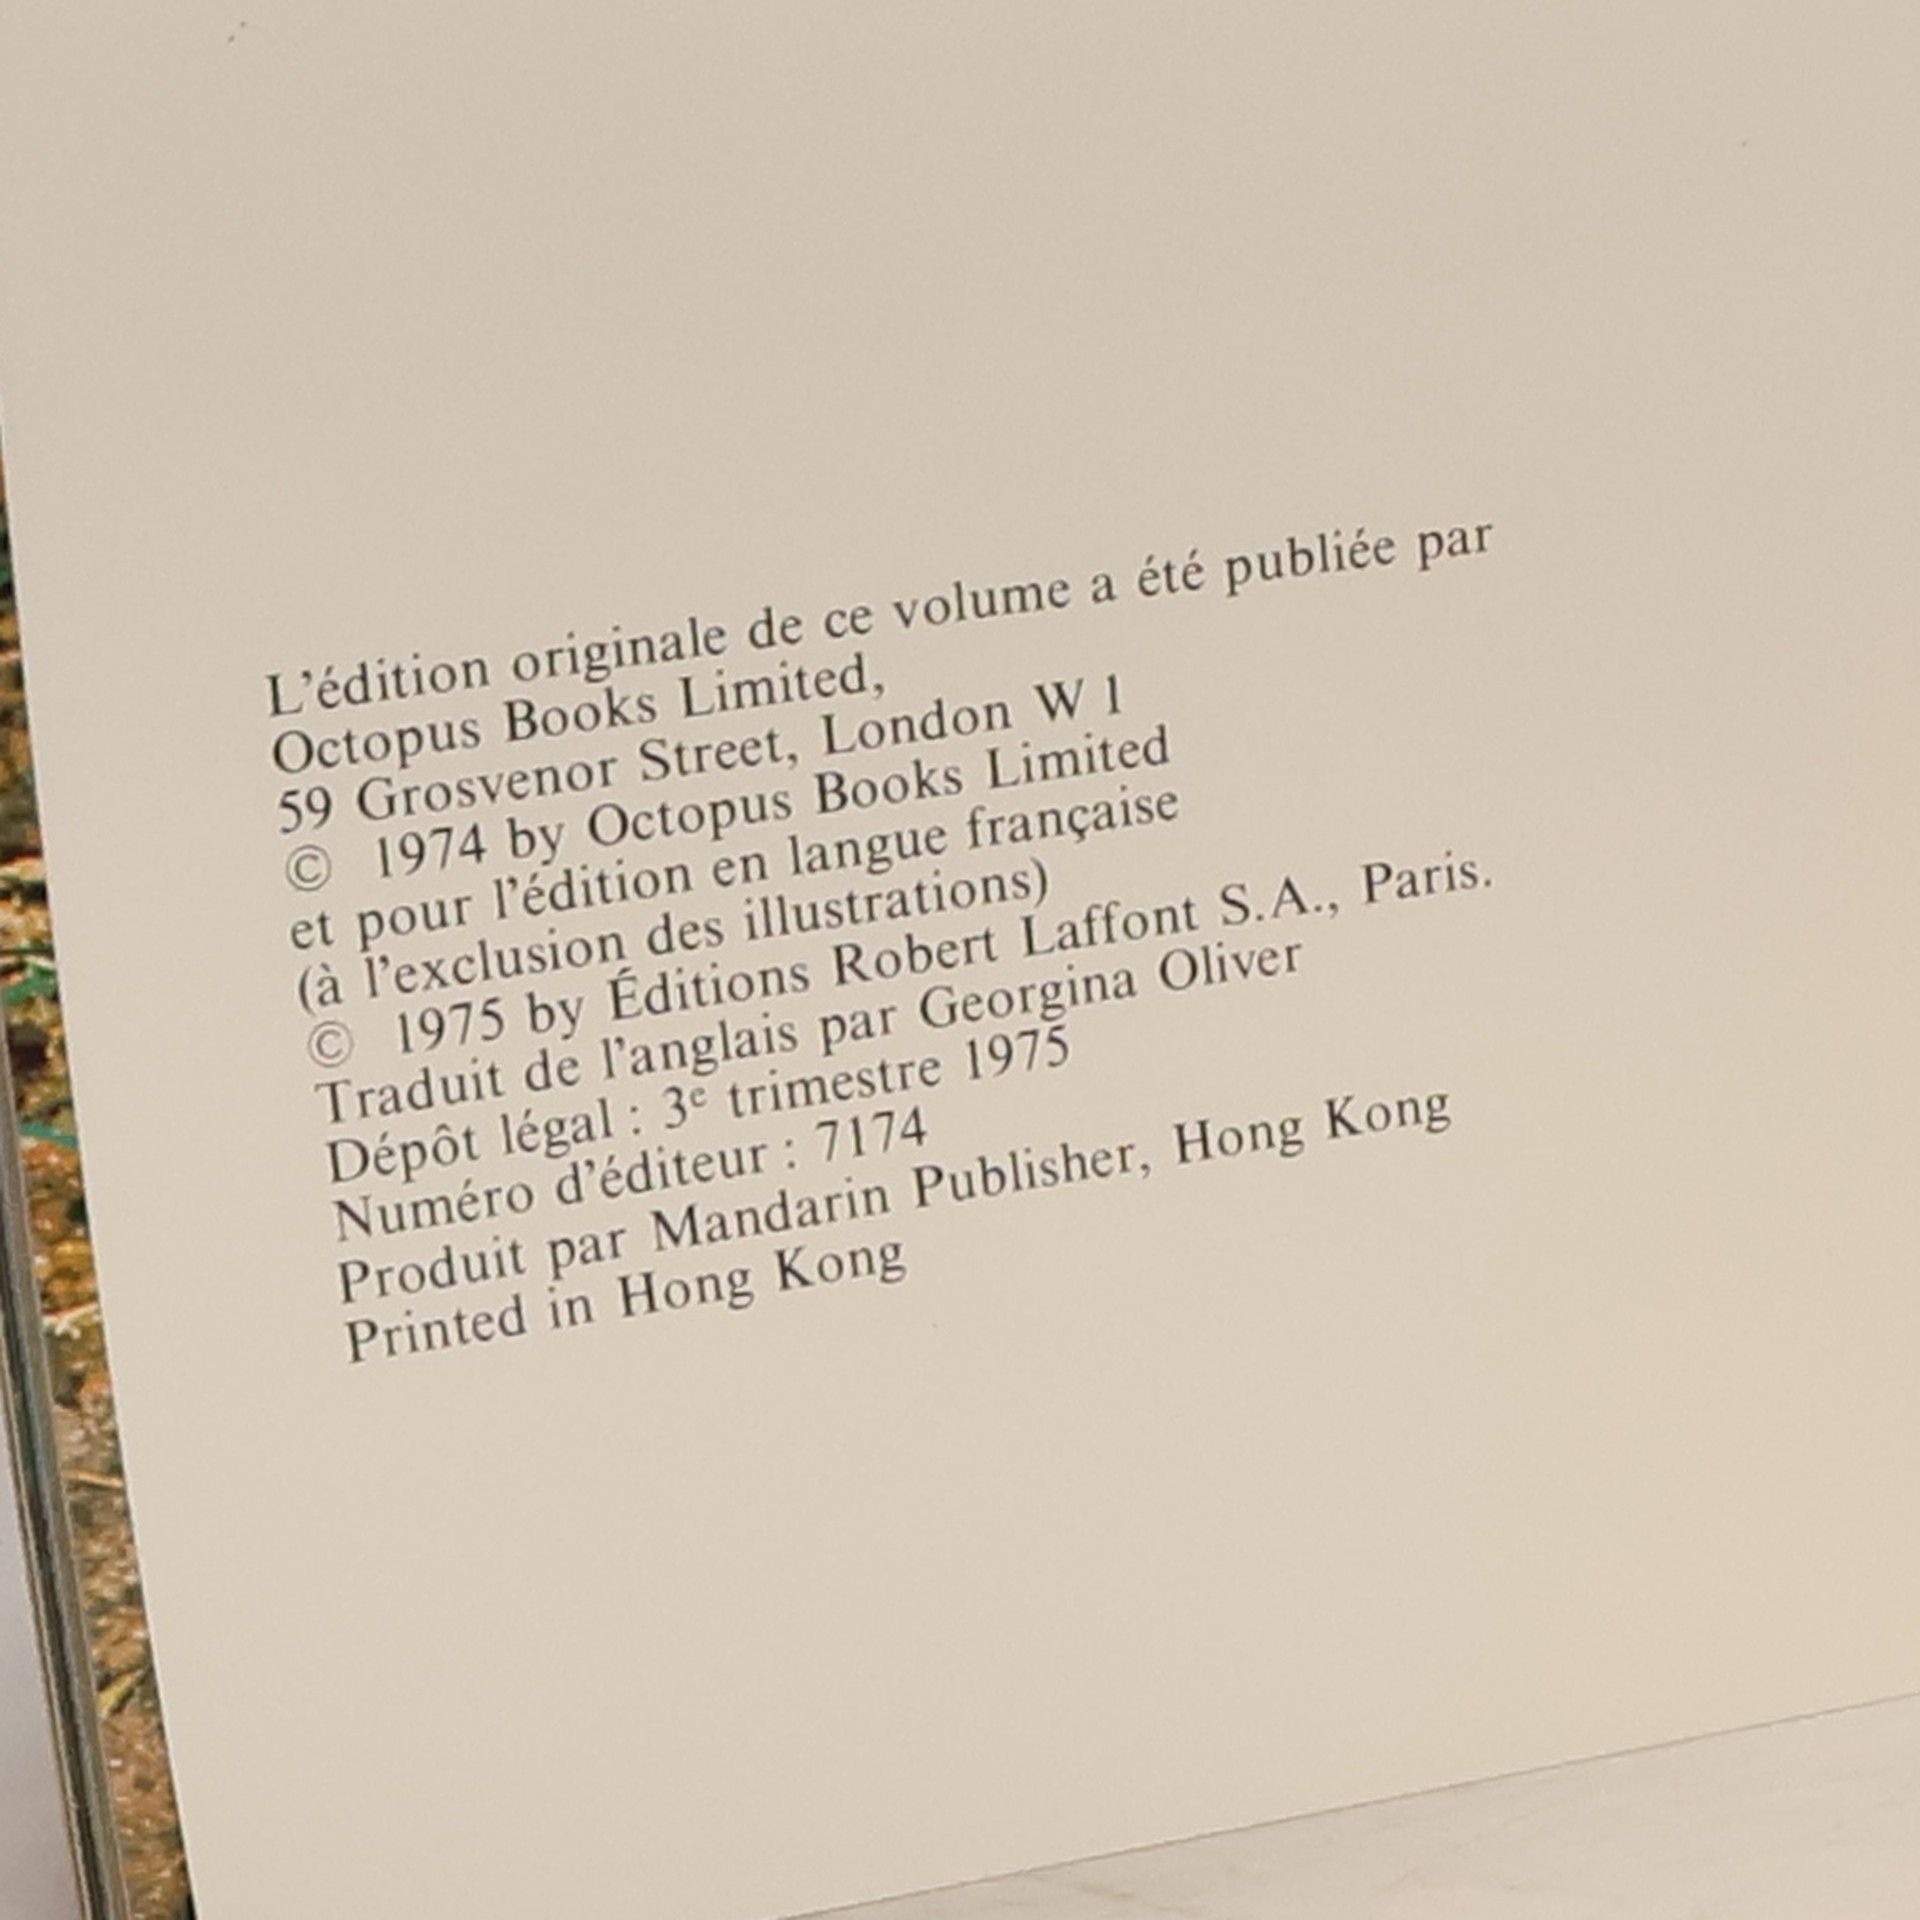 L'édition originale de ce volume a été publiée par
Octopus Books Limited,
59 Grosvenor Street, London W 1
© 1974 by Octopus Books Limited
et pour l'édition en langue française
(à l'exclusion des illustrations)
© 1975 by Éditions Robert Laffont S.A., Paris.
Traduit de l'anglais par Georgina Oliver
Dépôt légal : 3e trimestre 1975
Numéro d'éditeur : 7174
Produit par Mandarin Publisher, Hong Kong
Printed in Hong Kong